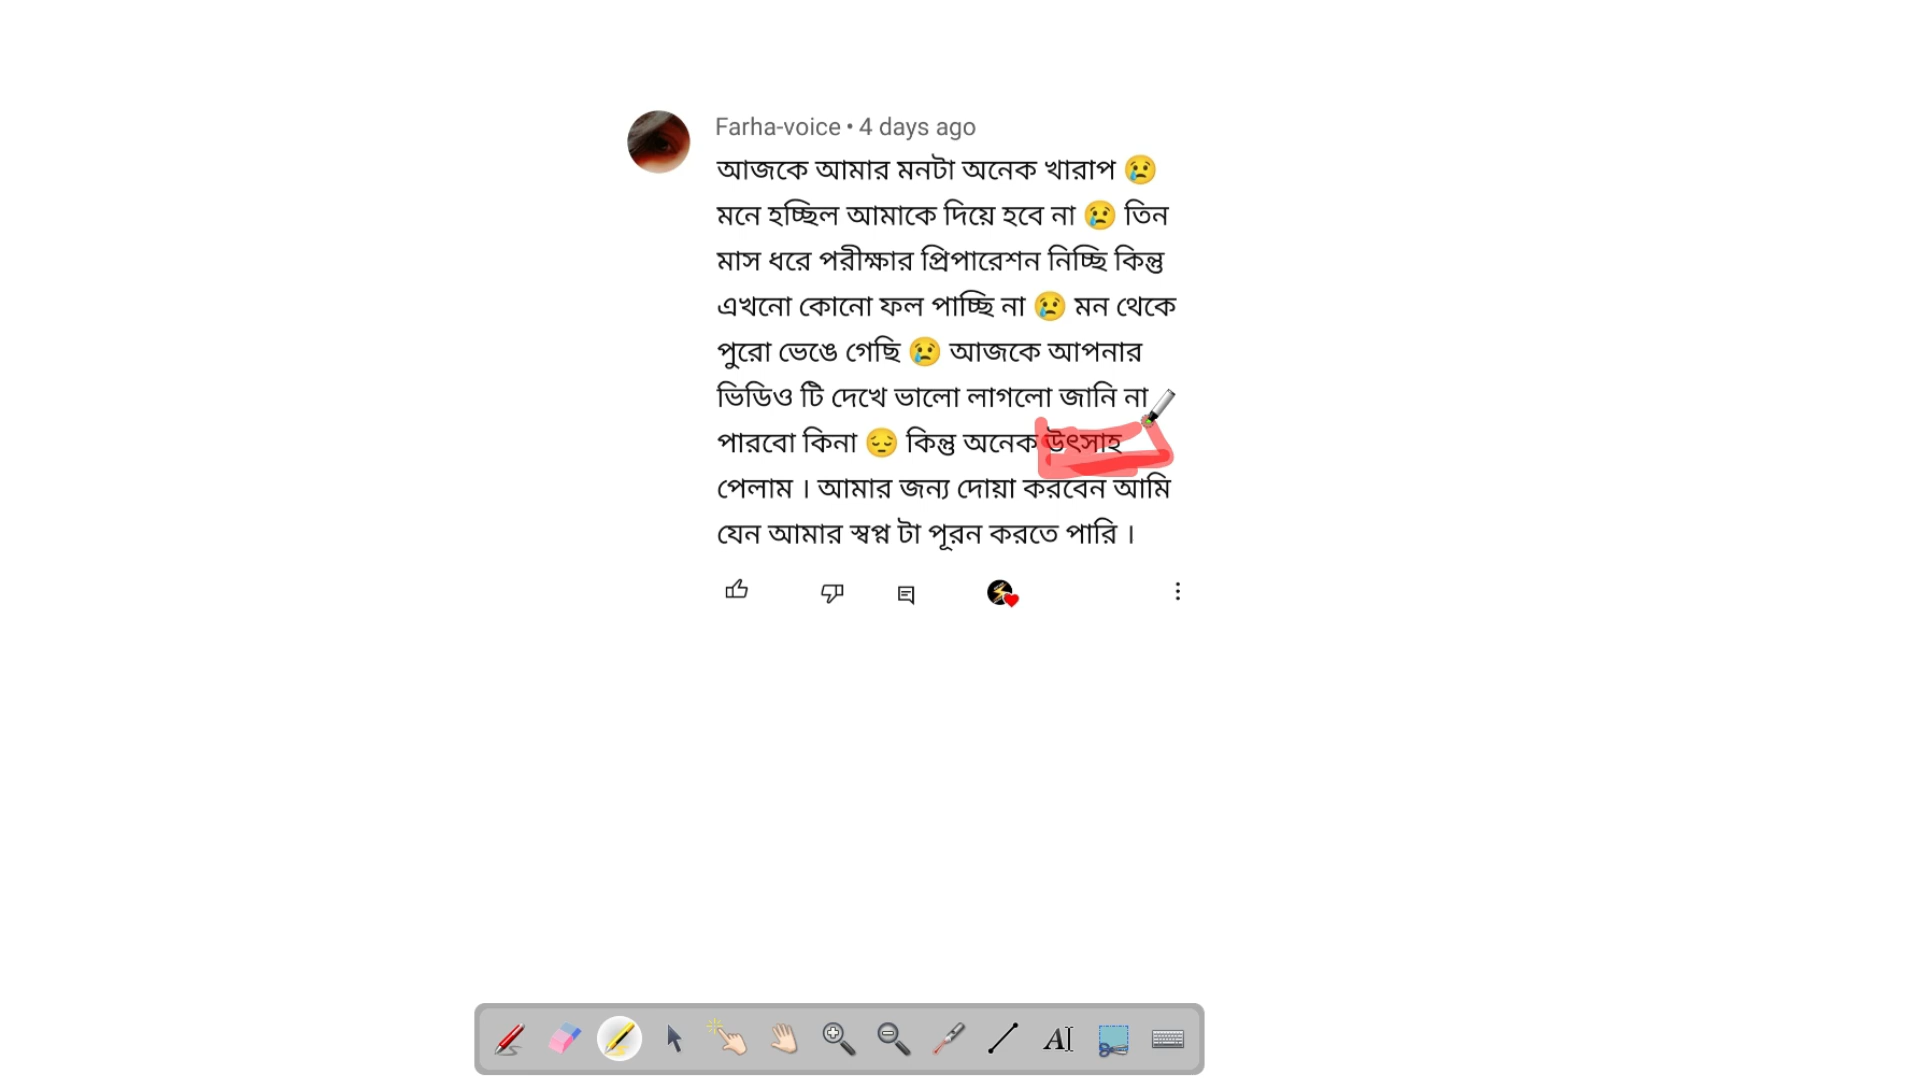 Farha-voice • 4 days ago
আজকে আমার মনটা অনেক খারাপ 😢
মনে হচ্ছিল আমাকে দিয়ে হবে না 😢 তিন
মাস ধরে পরীক্ষার প্রিপারেশন নিচ্ছি কিন্তু
এখনো কোনো ফল পাচ্ছি না 😢 মন থেকে
পুরো ভেঙে গেছি 😢 আজকে আপনার
ভিডিও টি দেখে ভালো লাগলো জানি না
পারবো কিনা 😔 কিন্তু অনেক উৎসাহ
পেলাম । আমার জন্য দোয়া করবেন আমি
যেন আমার স্বপ্ন টা পূরন করতে পারি ।